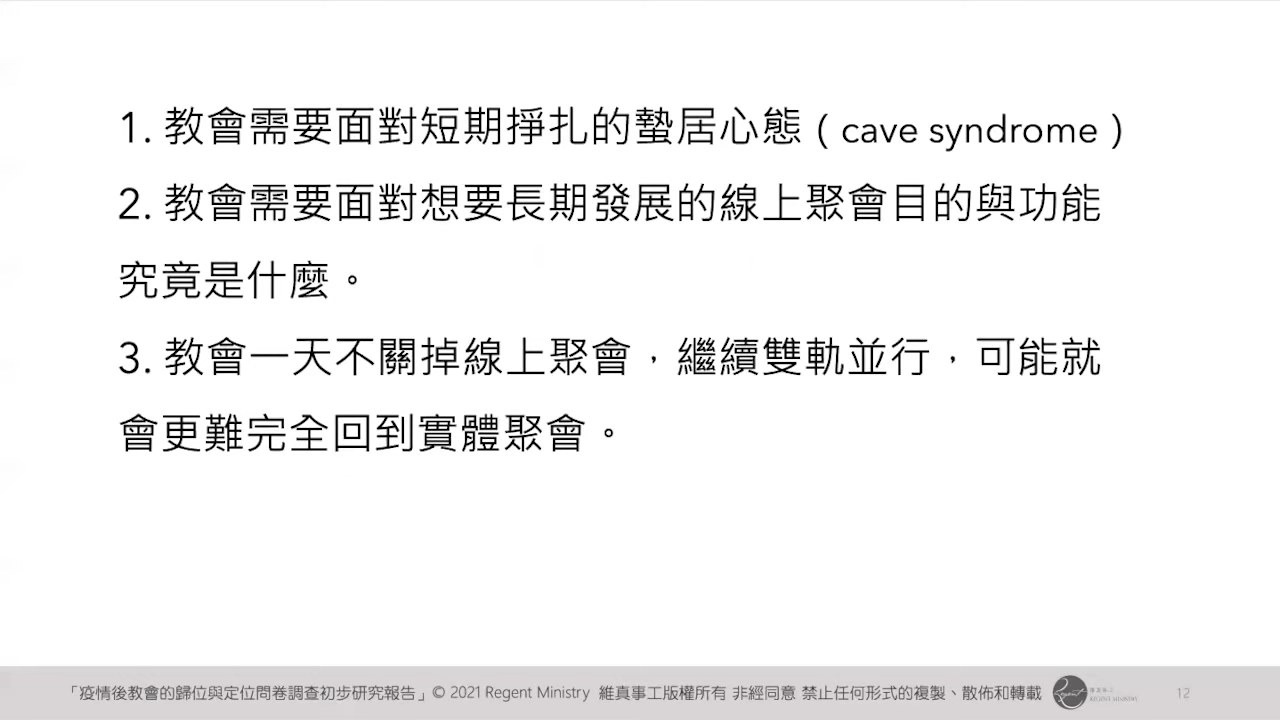 1. 教會需要面對短期掙扎的蟄居心態（cave syndrome）
2. 教會需要面對想要長期發展的線上聚會目的與功能
究竟是什麼。
3. 教會一天不關掉線上聚會，繼續雙軌並行，可能就
會更難完全回到實體聚會。
「疫情後教會的歸位與定位問卷調查初步研究報告」© 2021 Regent Ministry 維真事工版權所有 非經同意 禁止任何形式的複製、散佈和轉載
Regent
REGENT MINISTRY
12